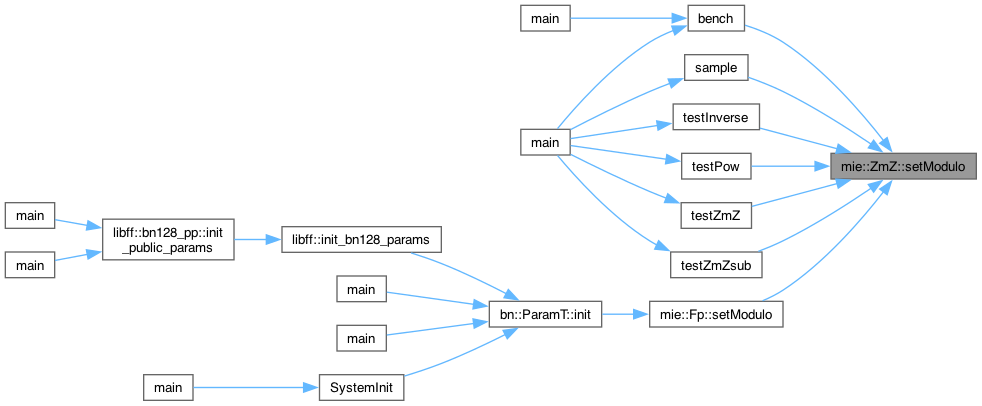 main
bench
sample
testInverse
main
testPow
mie::ZmZ::setModulo
main
testZmZ
libff::bn128_pp::init
_public_params
libff::init_bn128_params
main
testZmZsub
main
bn::ParamT::init
mie::Fp::setModulo
main
main
SystemInit